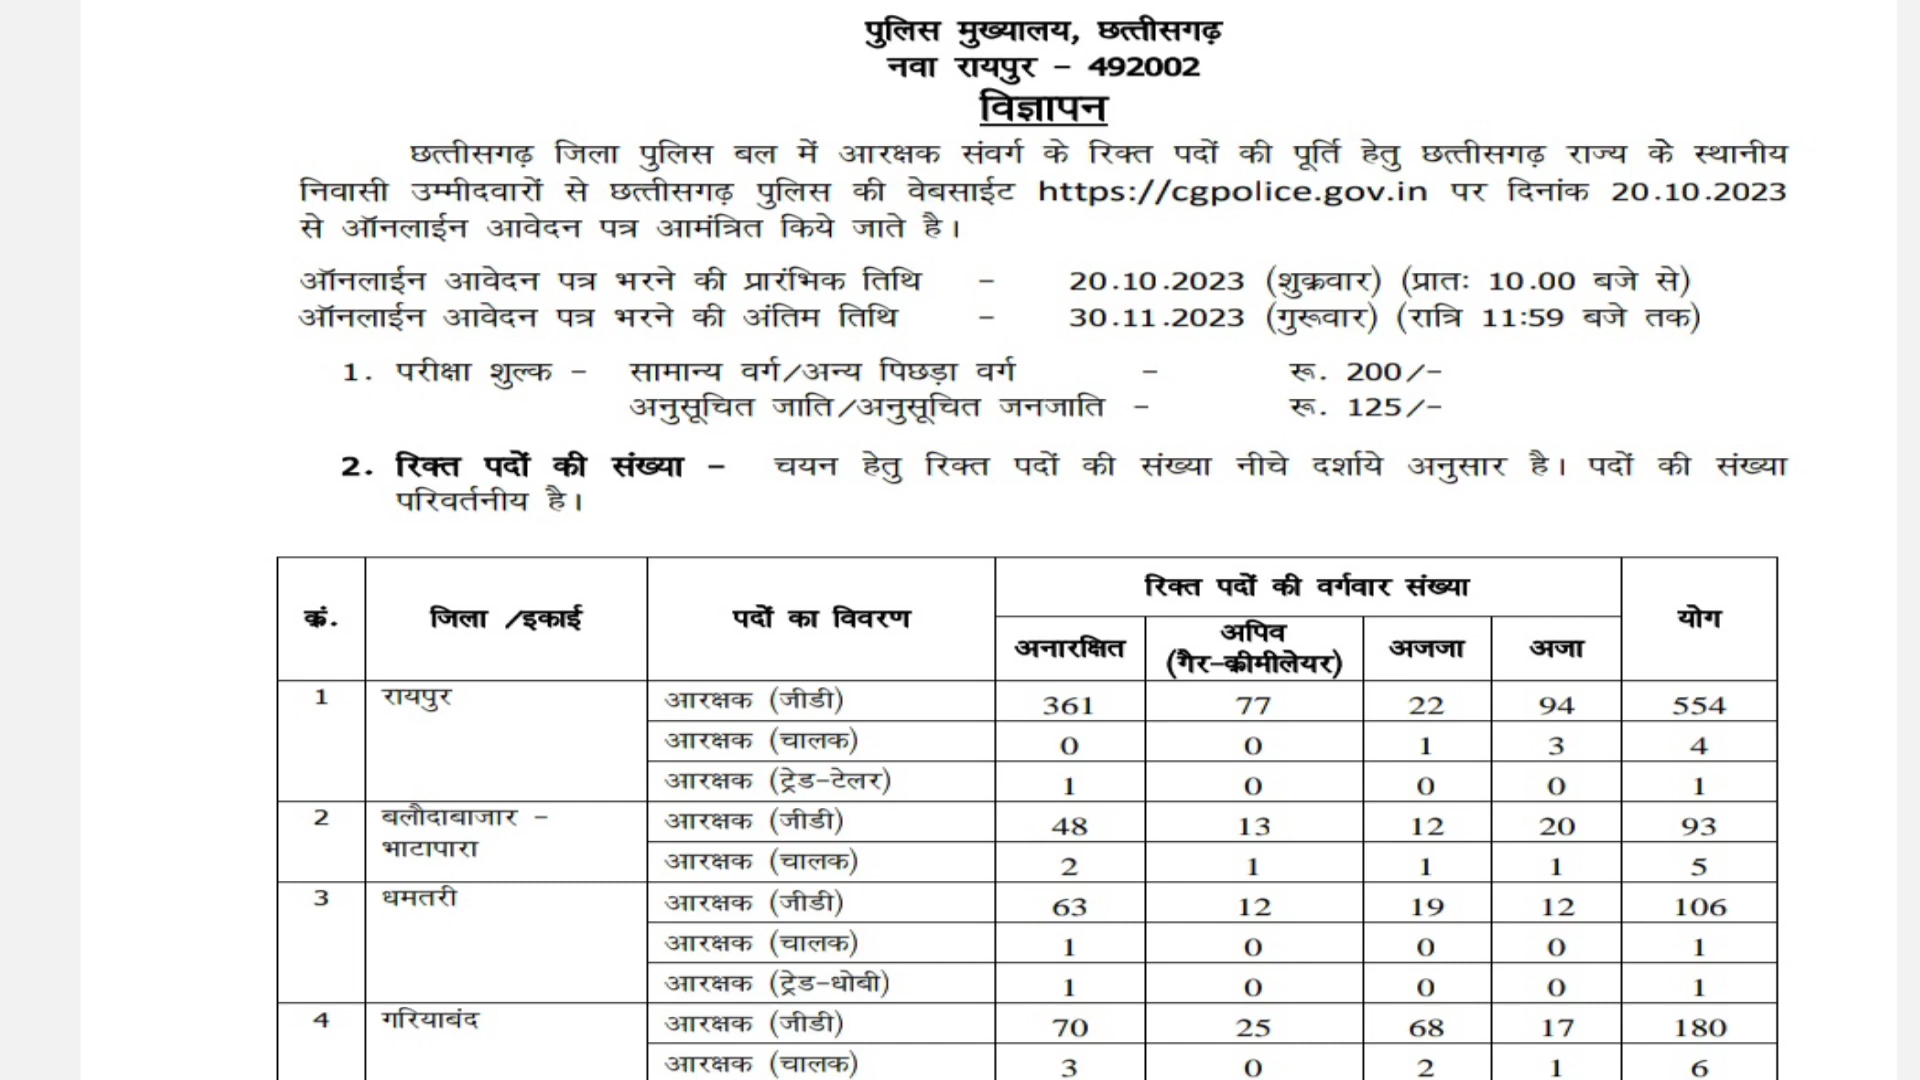 पुलिस मुख्यालय, छत्तीसगढ़
नवा रायपुर – 492002
विज्ञापन
छत्तीसगढ़ जिला पुलिस बल में आरक्षक संवर्ग के रिक्त पदों की पूर्ति हेतु छत्तीसगढ़ राज्य के स्थानीय
निवासी उम्मीदवारों से छत्तीसगढ़ पुलिस की वेबसाईट https://cgpolice.gov.in पर दिनांक 20.10.2023
से ऑनलाईन आवेदन पत्र आमंत्रित किये जाते है।
ऑनलाईन आवेदन पत्र भरने की प्रारंभिक तिथि – 20.10.2023 (शुक्रवार) (प्रातः 10.00 बजे से)
ऑनलाईन आवेदन पत्र भरने की अंतिम तिथि – 30.11.2023 (गुरूवार) (रात्रि 11:59 बजे तक)
1. परीक्षा शुल्क – सामान्य वर्ग/अन्य पिछड़ा वर्ग – रू. 200/–
अनुसूचित जाति/अनुसूचित जनजाति – रू. 125/–
2. रिक्त पदों की संख्या – चयन हेतु रिक्त पदों की संख्या नीचे दर्शाये अनुसार है। पदों की संख्या
परिवर्तनीय है।
क्रं. जिला /इकाई पदों का विवरण रिक्त पदों की वर्गवार संख्या योग
अनारक्षित अपिव (गैर–क्रीमीलेयर) अजजा अजा
1 रायपुर आरक्षक (जीडी) 361 77 22 94 554
आरक्षक (चालक) 0 0 1 3 4
आरक्षक (ट्रेड–टेलर) 1 0 0 0 1
2 बलौदाबाजार – भाटापारा आरक्षक (जीडी) 48 13 12 20 93
आरक्षक (चालक) 2 1 1 1 5
3 धमतरी आरक्षक (जीडी) 63 12 19 12 106
आरक्षक (चालक) 1 0 0 0 1
आरक्षक (ट्रेड–धोबी) 1 0 0 0 1
4 गरियाबंद आरक्षक (जीडी) 70 25 68 17 180
आरक्षक (चालक) 3 0 2 1 6